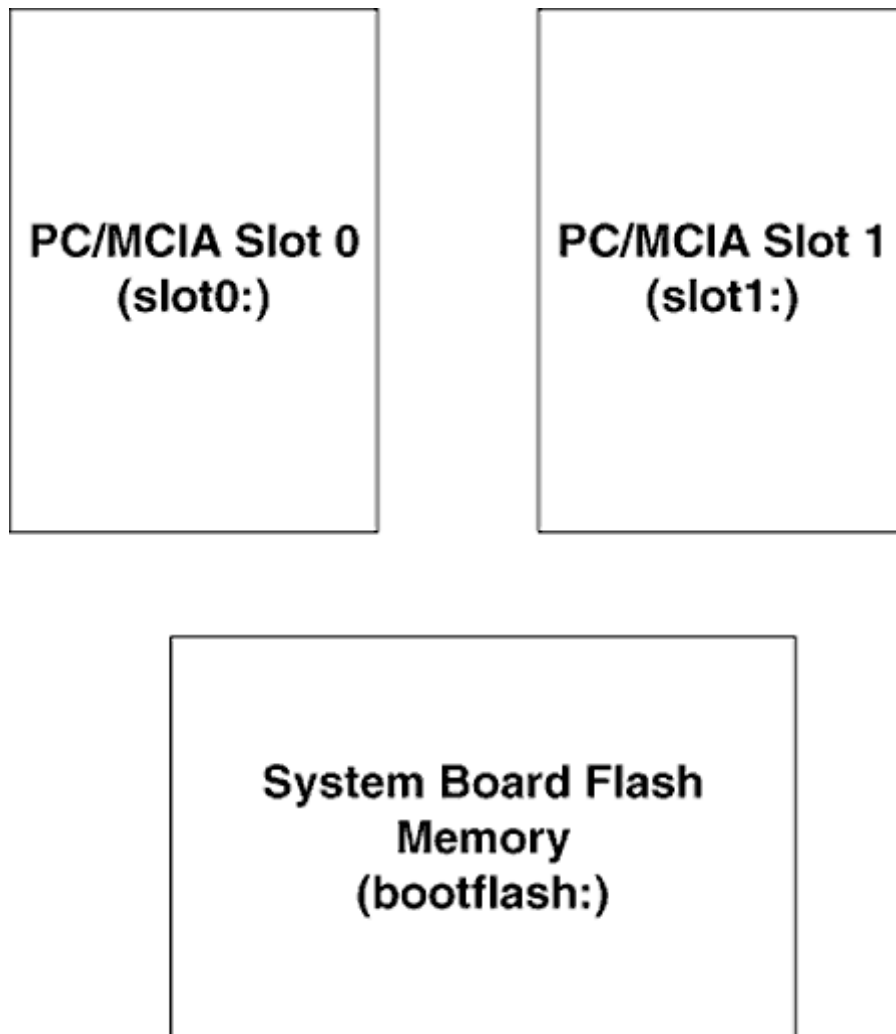 PC/MCIA Slot 0
(slot0:)
PC/MCIA Slot 1
(slot1:)
System Board Flash
Memory
(bootflash:)